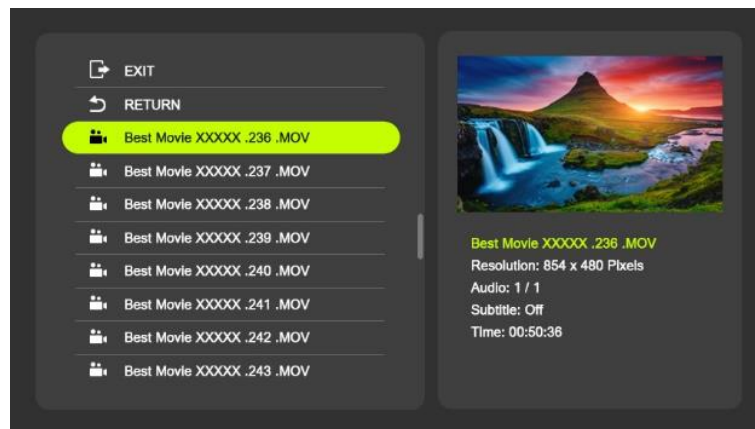 EXIT
RETURN
Best Movie XXXXX .236 .MOV
Best Movie XXXXX .237 .MOV
Best Movie XXXXX .238 .MOV
Best Movie XXXXX .239 .MOV
Best Movie XXXXX .240 .MOV
Best Movie XXXXX .241 .MOV
Best Movie XXXXX .242 .MOV
Best Movie XXXXX .243 .MOV
Best Movie XXXXX .236 .MOV
Resolution: 854 x 480 Pixels
Audio: 1 / 1
Subtitle: Off
Time: 00:50:36